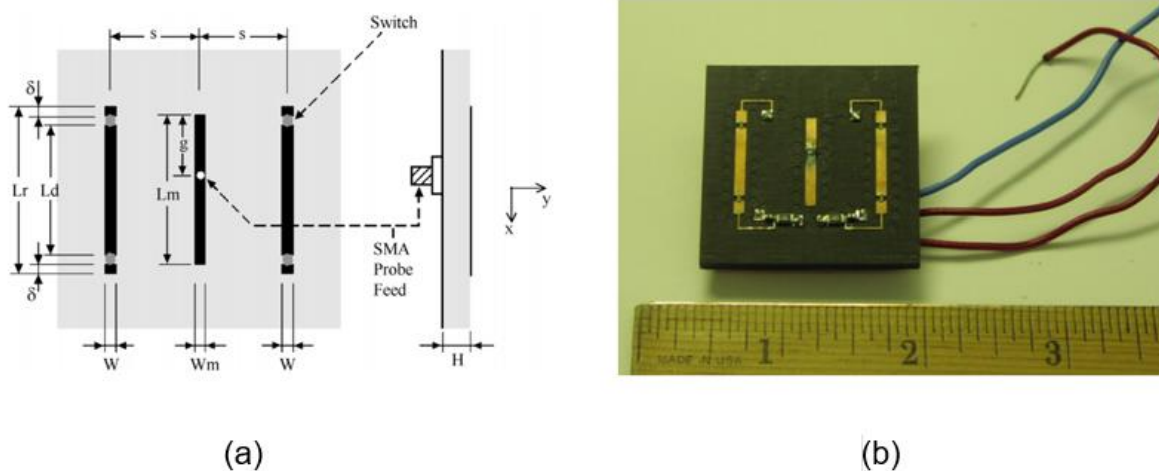 s
s
Switch
δ
g
Lr
Ld
Lm
δ
y
x
SMA
Probe
Feed
W
Wm
W
H
1
2
3
MADE IN USA
(a)
(b)